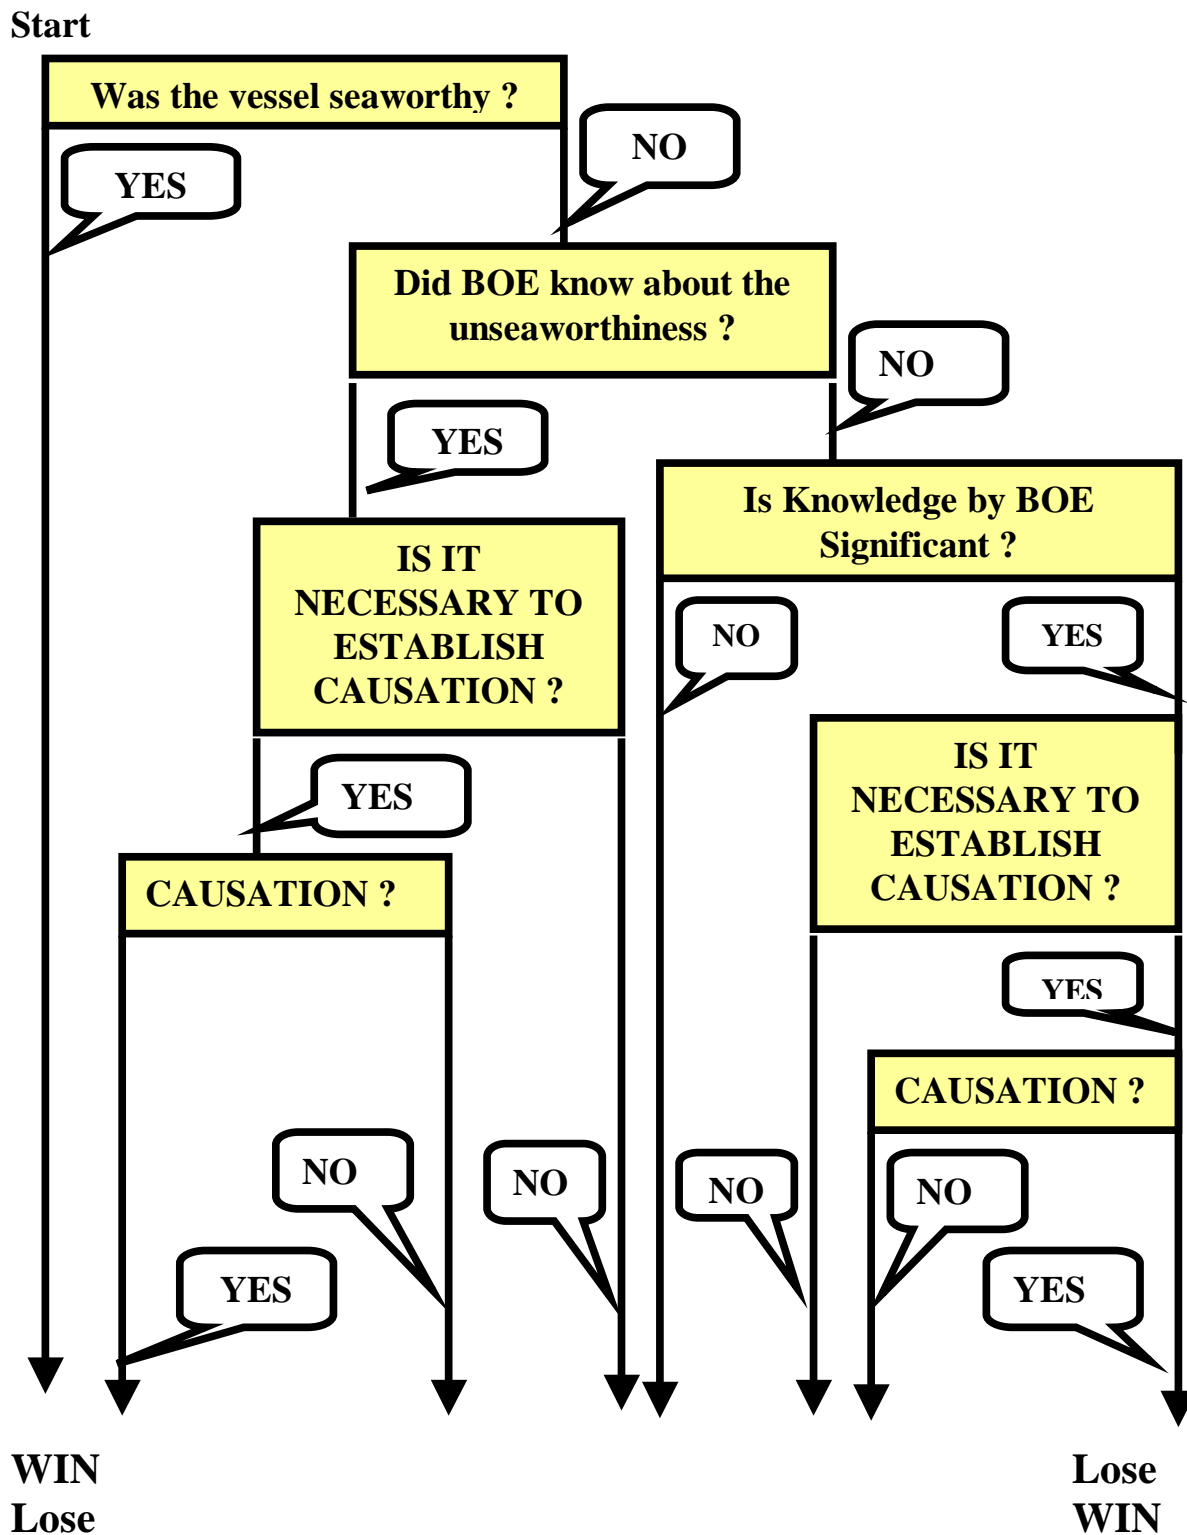 Start
Was the vessel seaworthy ?
NO
YES
Did BOE know about the
unseaworthiness ?
NO
YES
Is Knowledge by BOE
Significant ?
IS IT
NECESSARY TO
ESTABLISH
CAUSATION ?
NO
YES
IS IT
NECESSARY TO
ESTABLISH
CAUSATION ?
YES
CAUSATION ?
YES
CAUSATION ?
NO
NO
NO
NO
YES
YES
WIN
Lose
Lose
WIN